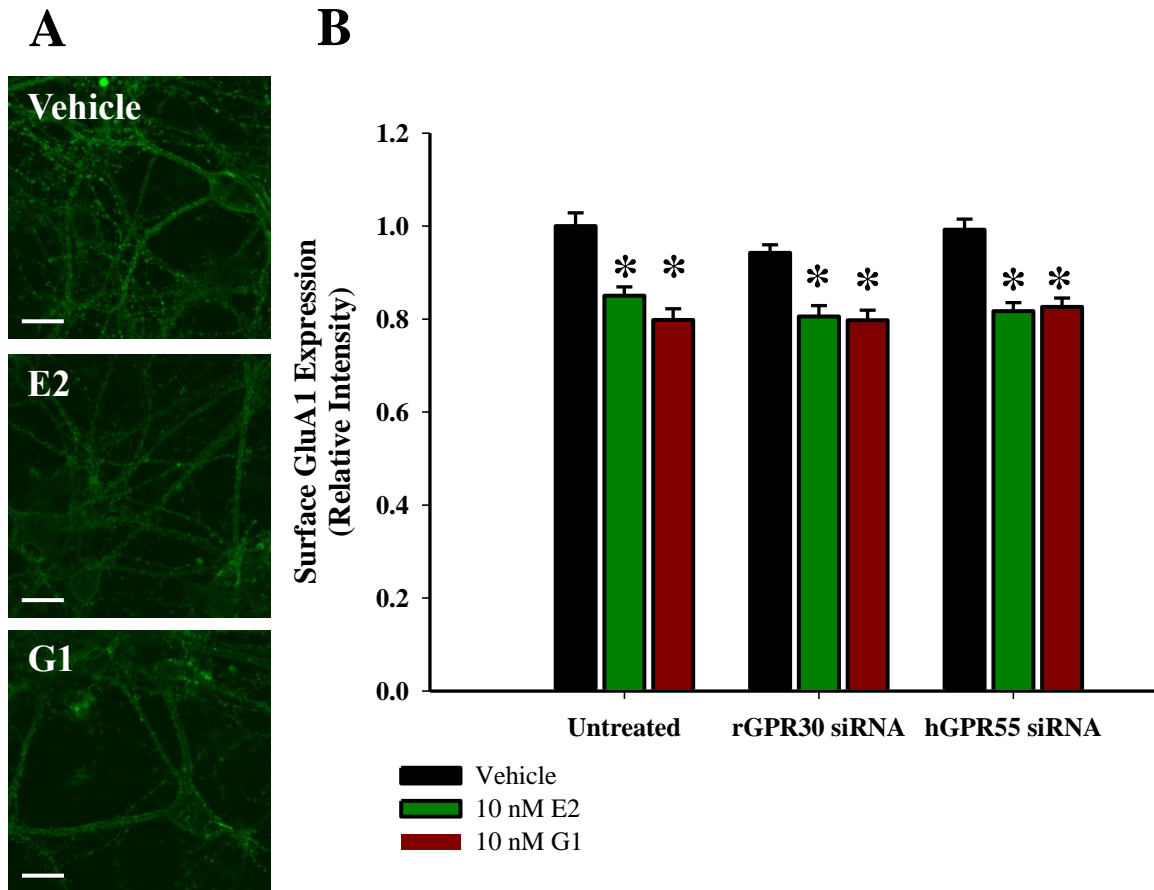 A
B
Vehicle
E2
G1
Surface GluA1 Expression
(Relative Intensity)
1.2
1.0
0.8
0.6
0.4
0.2
0.0
* *
* *
* *
Untreated
rGPR30 siRNA
hGPR55 siRNA
Vehicle
10 nM E2
10 nM G1